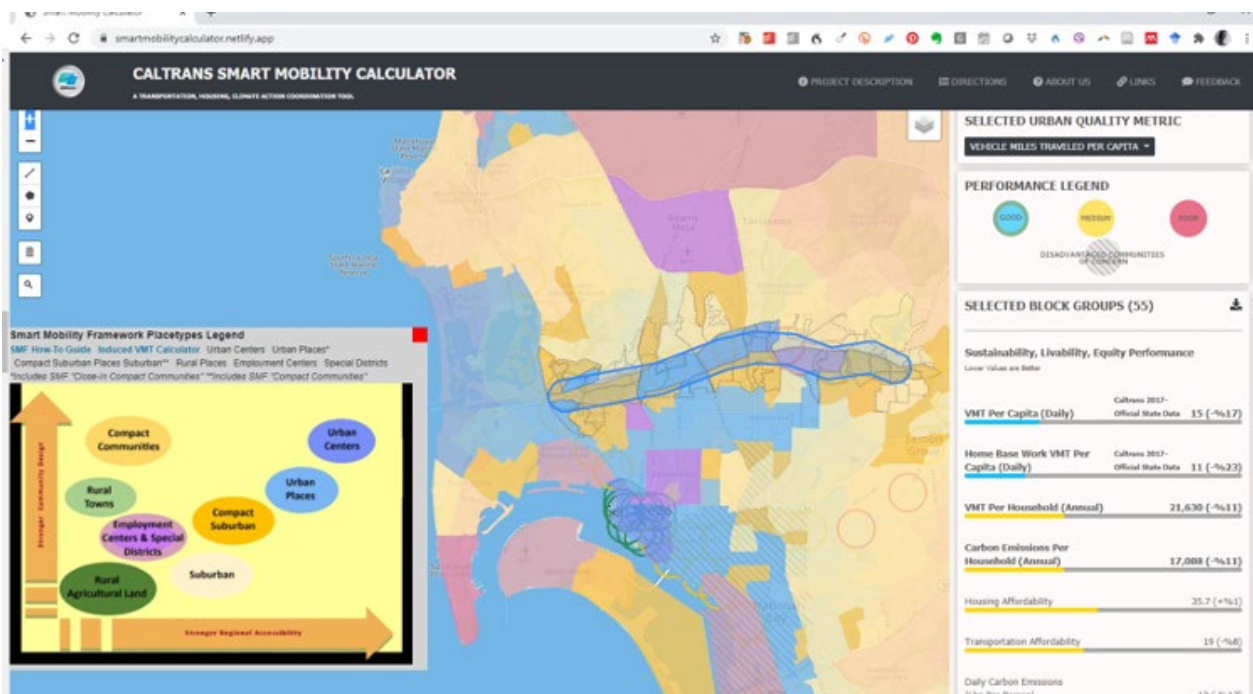 smartmobilitycalculator.netlify.app
CALTRANS SMART MOBILITY CALCULATOR
A TRANSPORTATION, HOUSING, CLIMATE ACTION COORDINATION TOOL
PROJECT DESCRIPTION
DIRECTIONS
ABOUT US
LINKS
FEEDBACK
SELECTED URBAN QUALITY METRIC
VEHICLE MILES TRAVELED PER CAPITA
PERFORMANCE LEGEND
GOOD
MEDIUM
POOR
DISADVANTAGED COMMUNITIES
OF CONCERN
SELECTED BLOCK GROUPS (55)
Sustainability, Livability, Equity Performance
Lower Values are Better
VMT Per Capita (Daily)
Caltrans 2017-
Official State Data
15 (-%17)
Home Base Work VMT Per
Capita (Daily)
Caltrans 2017-
Official State Data
11 (-%23)
VMT Per Household (Annual)
21,630 (-%11)
Carbon Emissions Per
Household (Annual)
17,088 (-%11)
Housing Affordability
35.7 (+%1)
Transportation Affordability
19 (-%8)
Daily Carbon Emissions
Kearny
Mesa
Tierrasanta
Lemon
Grove
Smart Mobility Framework Placetypes Legend
SMF How-To Guide Induced VMT Calculator Urban Centers Urban Places*
Compact Suburban Places Suburban** Rural Places Employment Centers Special Districts
*Includes SMF "Close-in Compact Communities" **Includes SMF "Compact Communities"
Stronger Community Design
Compact
Communities
Urban
Centers
Rural
Towns
Urban
Places
Employment
Centers & Special
Districts
Compact
Suburban
Rural
Agricultural Land
Suburban
Stronger Regional Accessibility